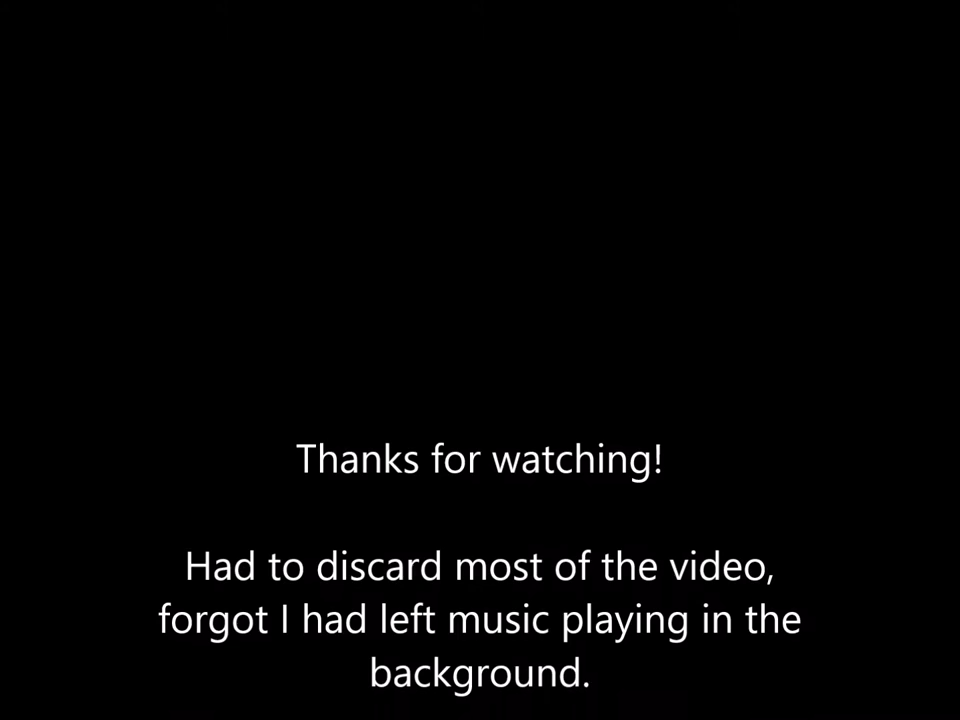 Thanks for watching!
Had to discard most of the video,
forgot I had left music playing in the
background.